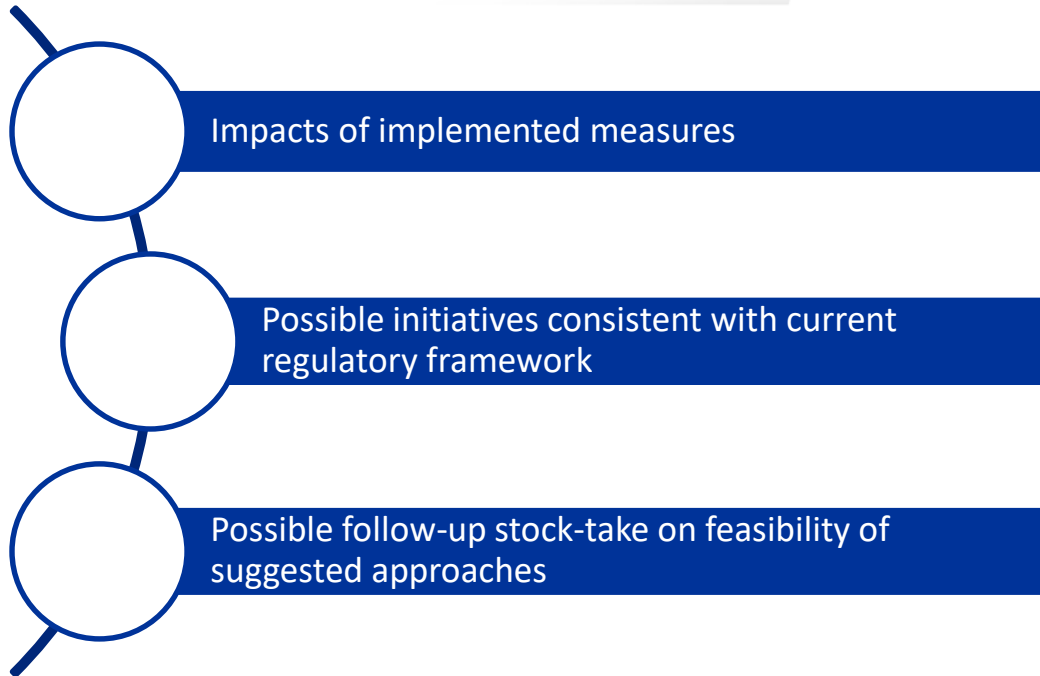 Impacts of implemented measures
Possible initiatives consistent with current
regulatory framework
Possible follow-up stock-take on feasibility of
suggested approaches